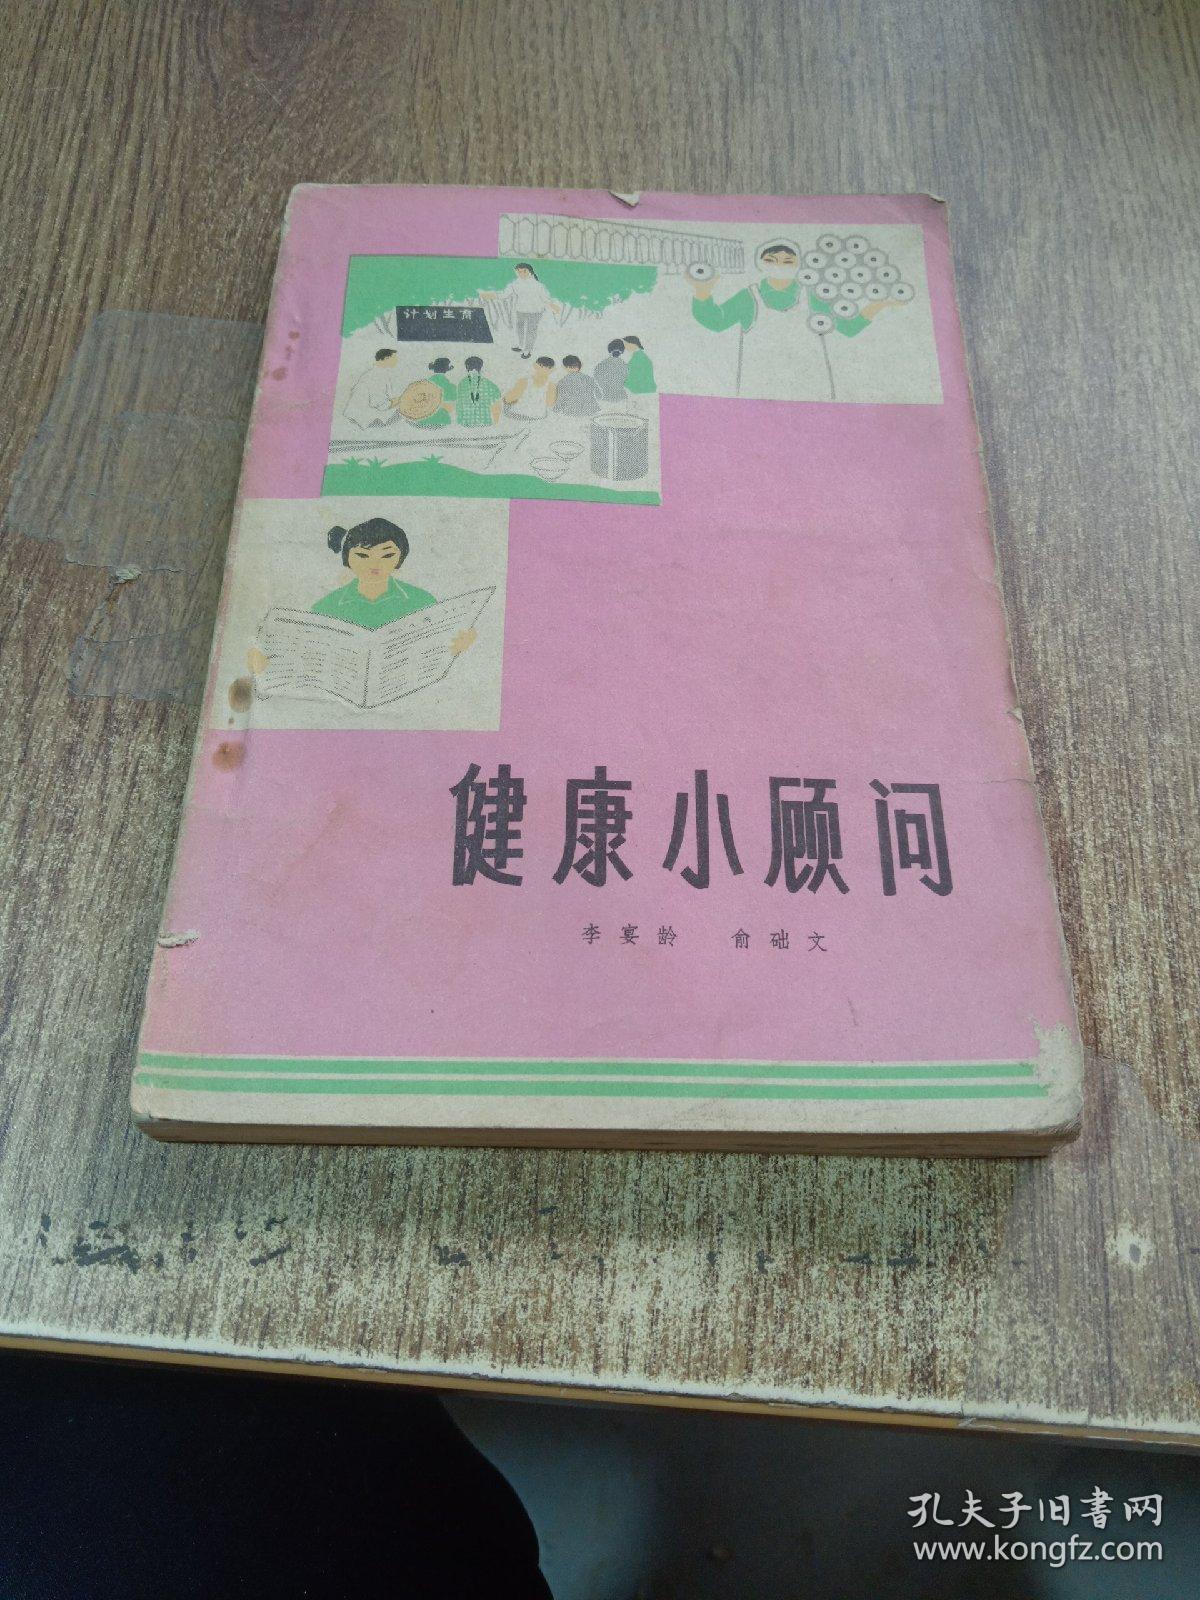 计划生育
健康小顾问
李宴龄 俞础文
孔夫子旧书网
www.kongfz.com